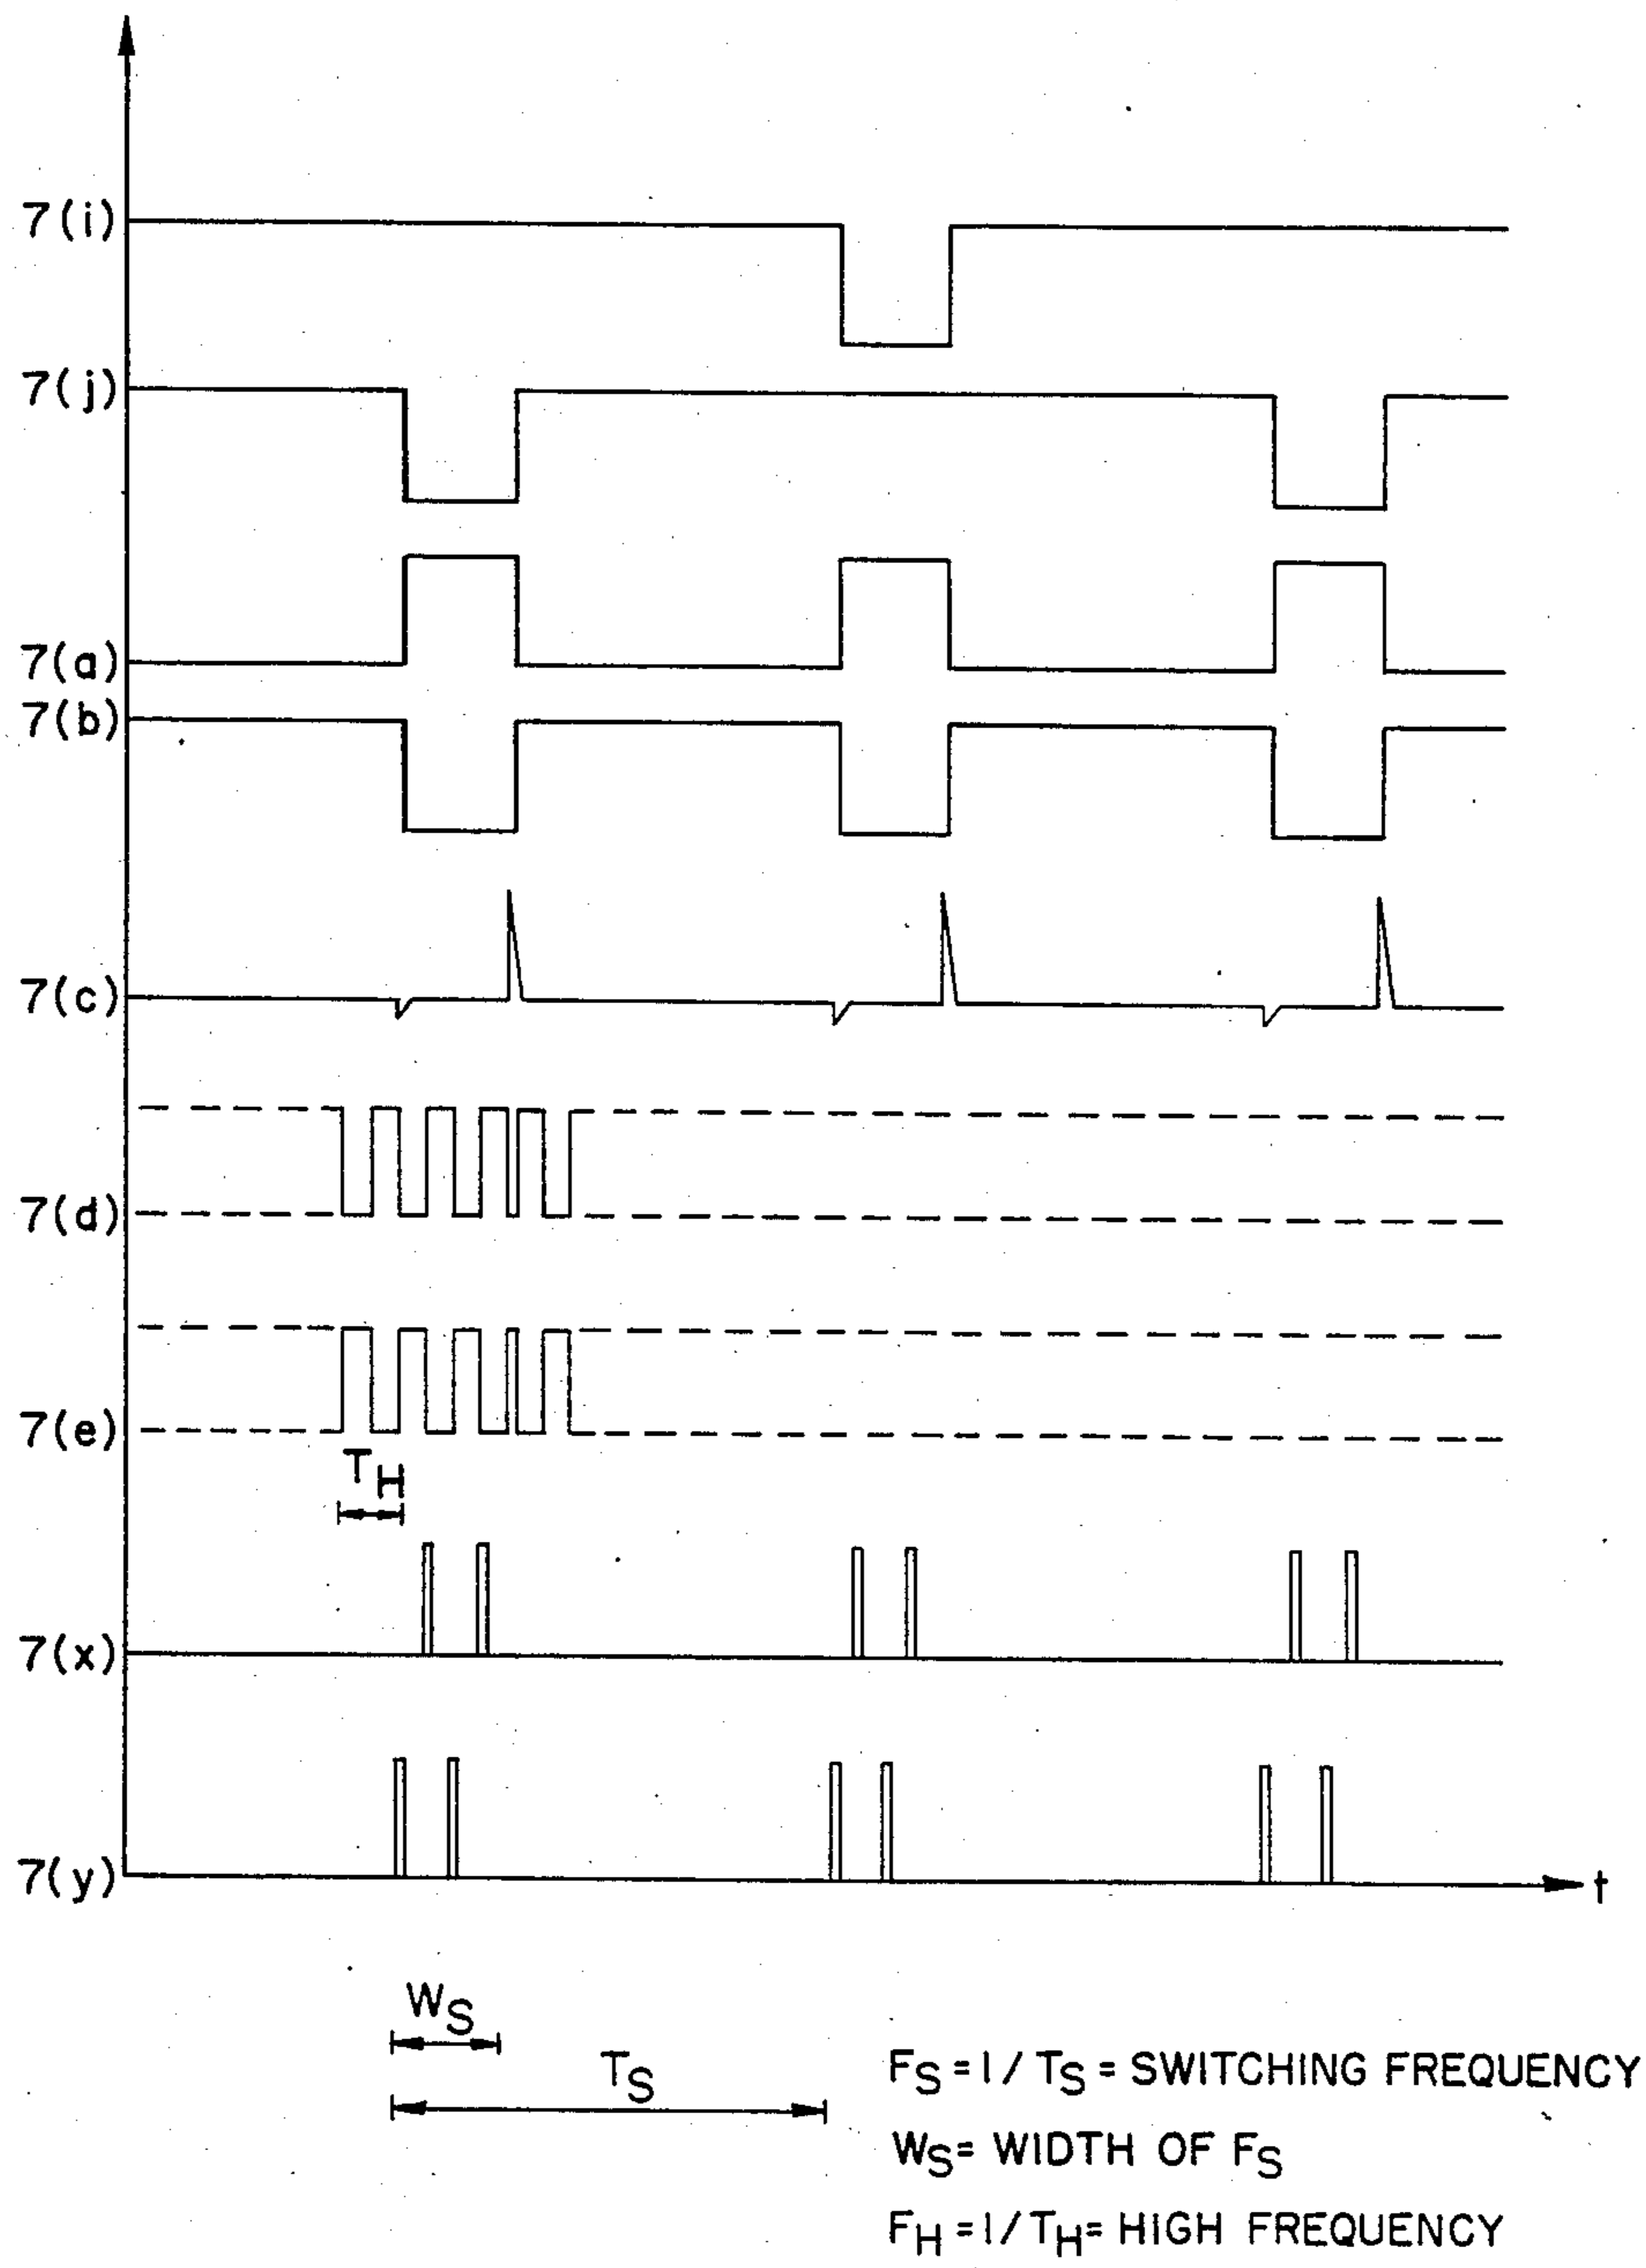 7(i)
7(j)
7(a)
7(b)
7(c)
7(d)
7(e)
TH
7(x)
7(y)
t
WS
TS
FS=1/TS= SWITCHING FREQUENCY
WS= WIDTH OF FS
FH=1/TH= HIGH FREQUENCY